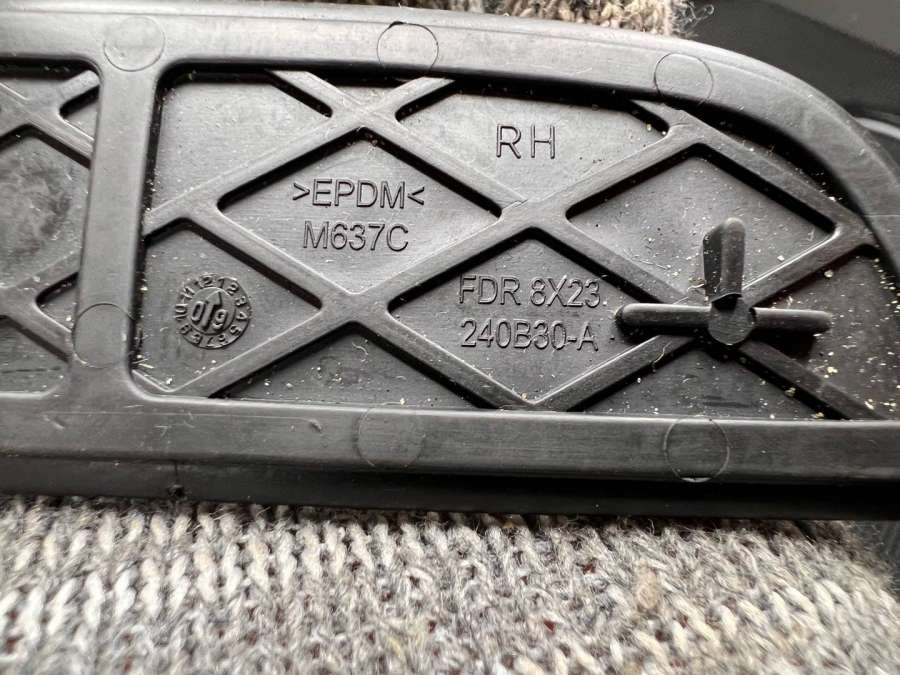 RH
>EPDM<
M637C
FDR 8X23.
240B30-A